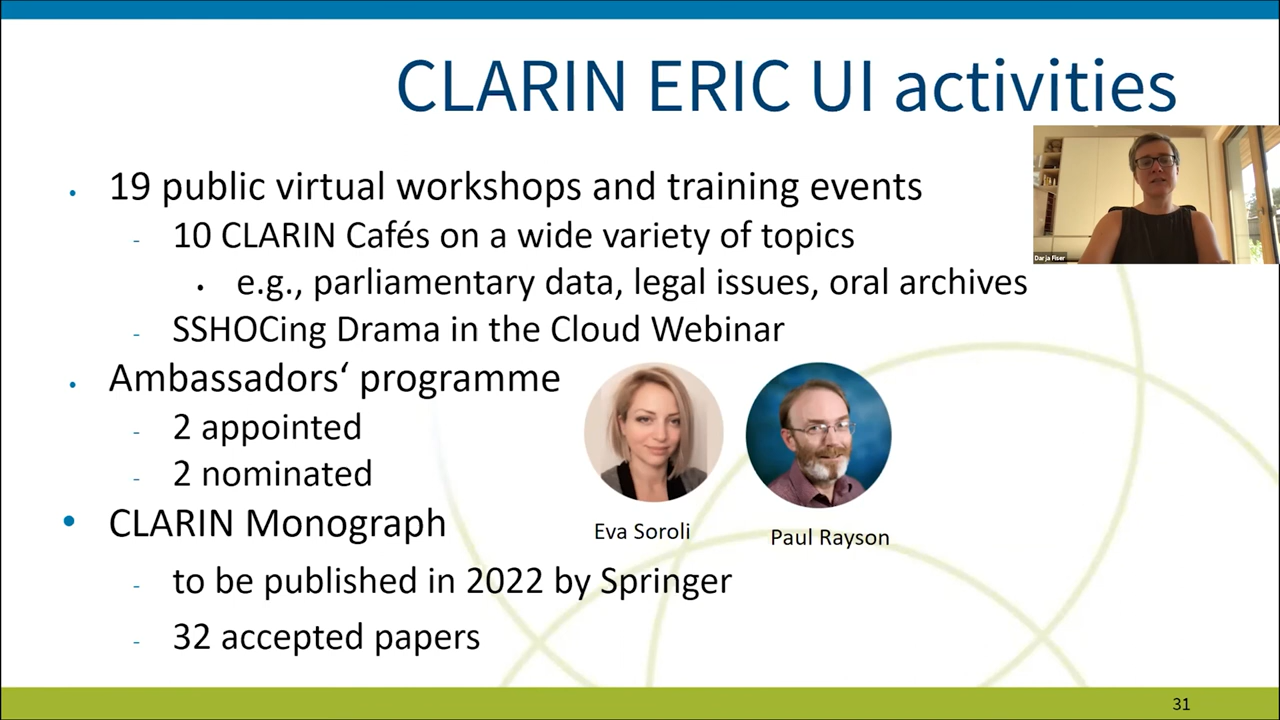 CLARIN ERIC UI activities
• 19 public virtual workshops and training events
- 10 CLARIN Cafés on a wide variety of topics
• e.g., parliamentary data, legal issues, oral archives
- SSHOCing Drama in the Cloud Webinar
• Ambassadors‘ programme
- 2 appointed
- 2 nominated
• CLARIN Monograph
- to be published in 2022 by Springer
- 32 accepted papers
Eva Soroli
Paul Rayson
Darja Fiser
31